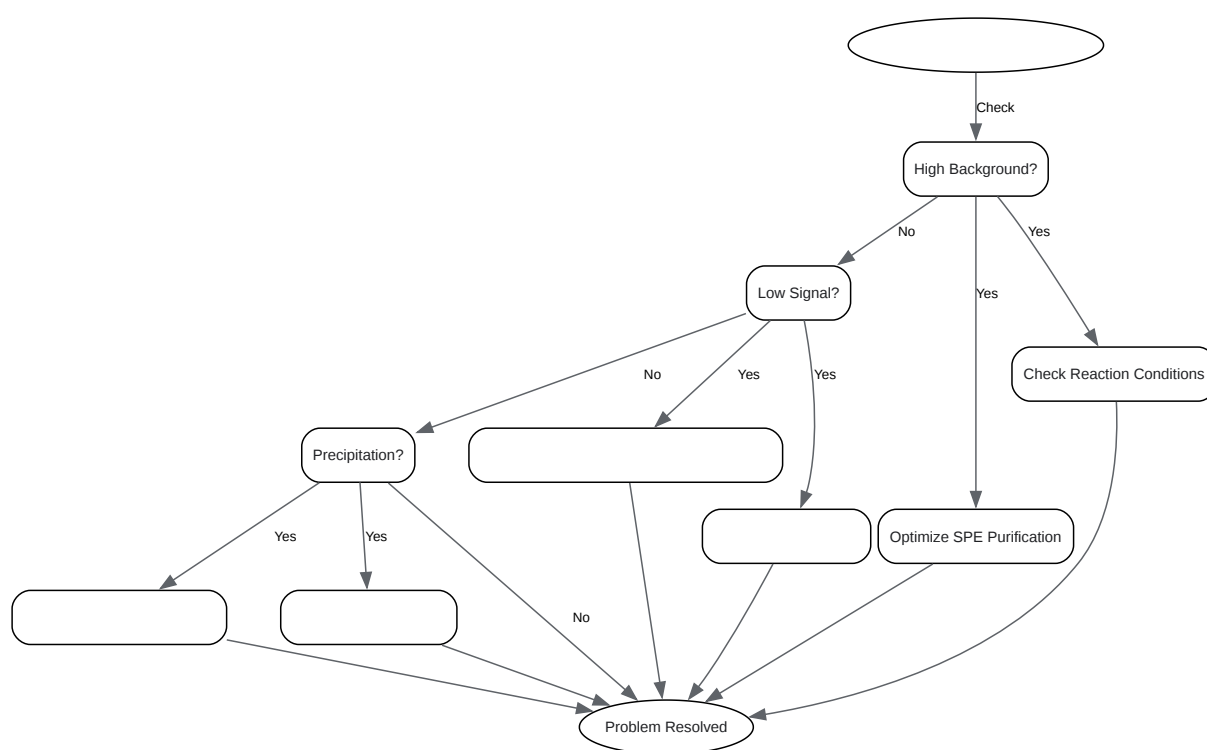 Check
High Background?
No
Yes
Low Signal?
Yes
Check Reaction Conditions
No
Yes
Yes
Precipitation?
Optimize SPE Purification
Yes
Yes
No
Problem Resolved